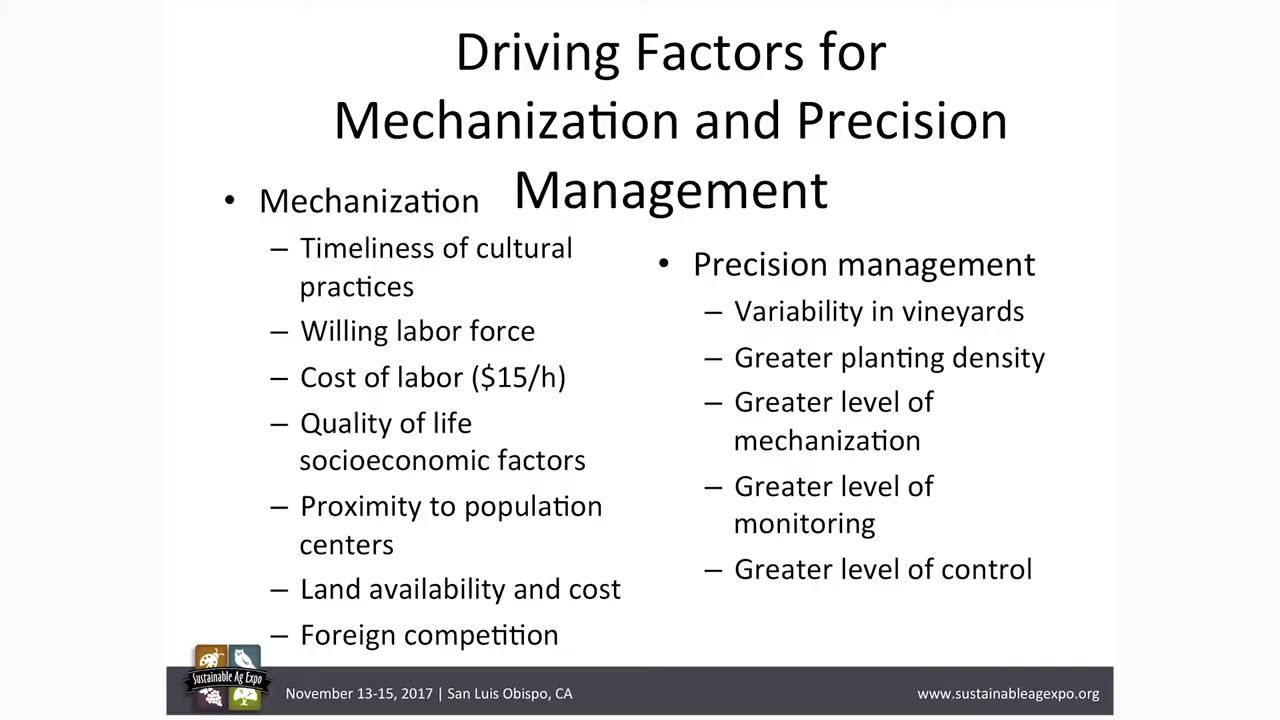 Driving Factors for
Mechanization and Precision
Management
• Mechanization
– Timeliness of cultural
practices
– Willing labor force
– Cost of labor ($15/h)
– Quality of life
socioeconomic factors
– Proximity to population
centers
– Land availability and cost
– Foreign competition
• Precision management
– Variability in vineyards
– Greater planting density
– Greater level of
mechanization
– Greater level of
monitoring
– Greater level of control
Sustainable Ag Expo
November 13-15, 2017 | San Luis Obispo, CA
www.sustainableagexpo.org